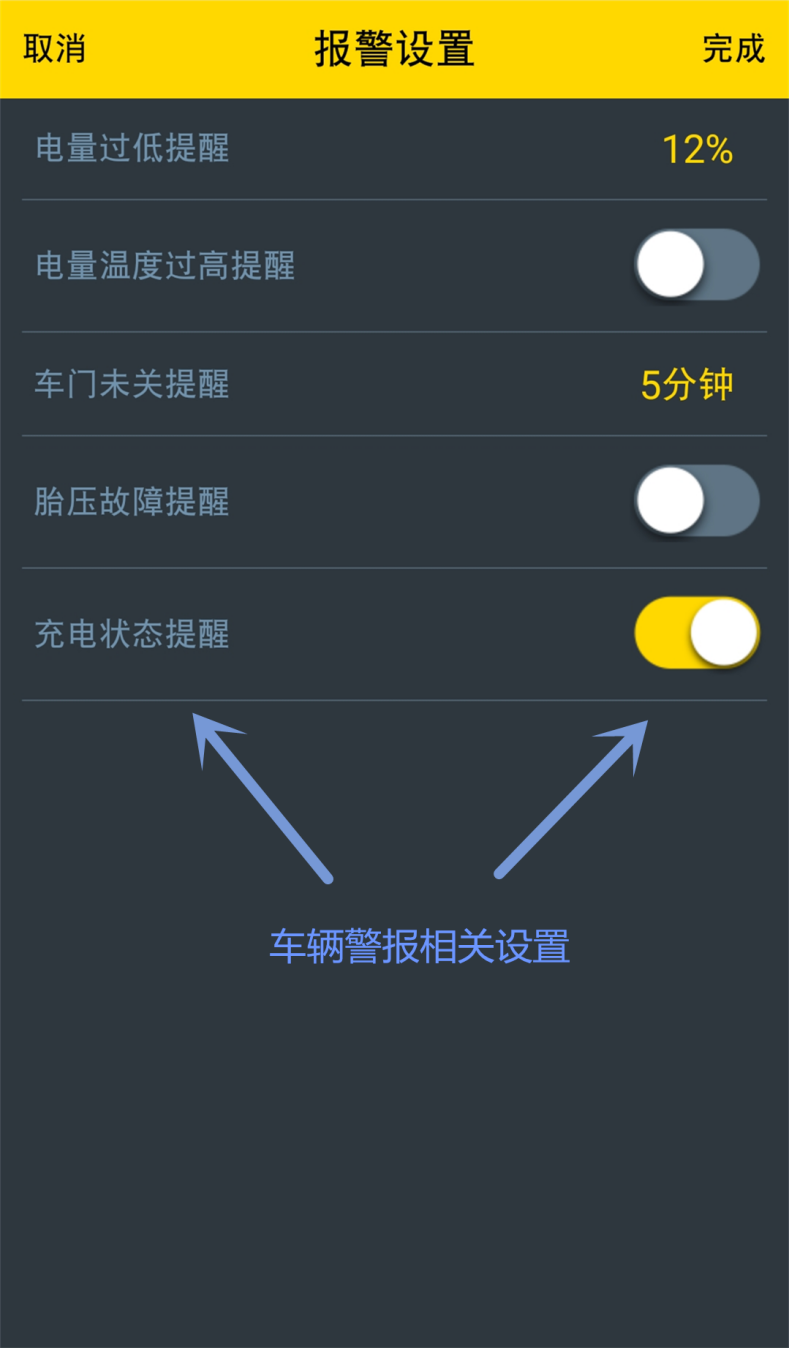 取消 报警设置 完成
电量过低提醒 12%
电量温度过高提醒
车门未关提醒 5分钟
胎压故障提醒
充电状态提醒
车辆警报相关设置